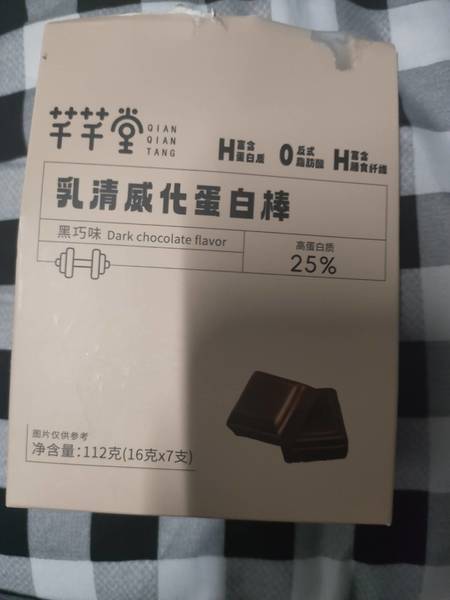 芊芊堂
QIAN
QIAN
TANG
H 富含
蛋白质
0 反式
脂肪酸
H 富含
膳食纤维
乳清威化蛋白棒
黑巧味 Dark chocolate flavor
高蛋白质
25%
图片仅供参考
净含量:112克(16克x7支)